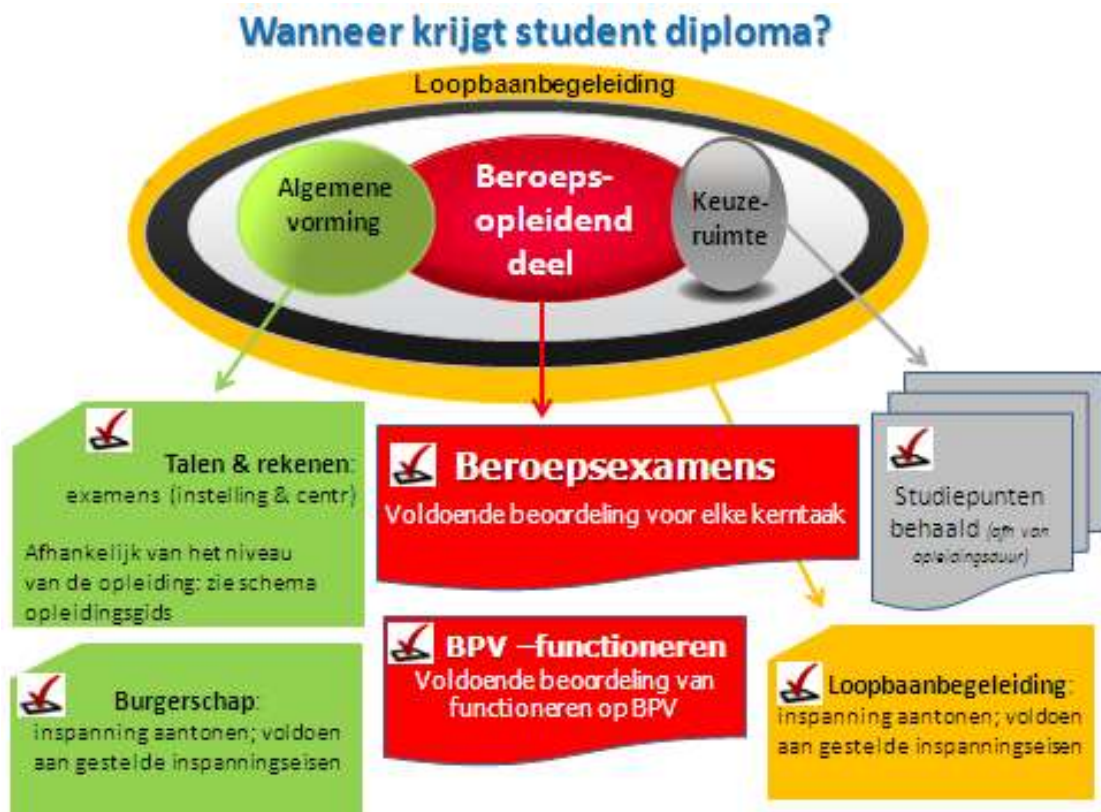 Wanneer krijgt student diploma?
Loopbaanbegeleiding
Algemene
vorming
Beroeps-
opleidend
deel
Keuze-
ruimte
Talen & rekenen:
examens (instelling & centr)
Afhankelijk van het niveau
van de opleiding: zie schema
opleidingsgids
Beroepsexamens
Voldoende beoordeling voor elke kerntaak
Studiepunten
behaald (afh van
opleidingsduur)
Burgerschap:
inspanning aantonen; voldoen
aan gestelde inspanningseisen
BPV –functioneren
Voldoende beoordeling van
functioneren op BPV
Loopbaanbegeleiding:
inspanning aantonen; voldoen
aan gestelde inspanningseisen